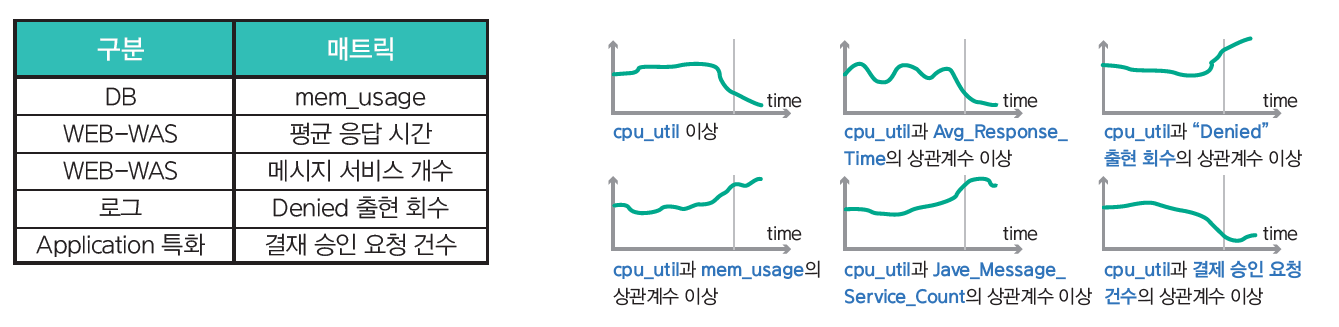 구분 매트릭
DB mem_usage
WEB-WAS 평균 응답 시간
WEB-WAS 메시지 서비스 개수
로그 Denied 출현 회수
Application 특화 결재 승인 요청 건수
time
cpu_util 이상
time
cpu_util과 Avg_Response_
Time의 상관계수 이상
time
cpu_util과 “Denied”
출현 회수의 상관계수 이상
time
cpu_util과 mem_usage의
상관계수 이상
time
cpu_util과 Jave_Message_
Service_Count의 상관계수 이상
time
cpu_util과 결제 승인 요청
건수의 상관계수 이상